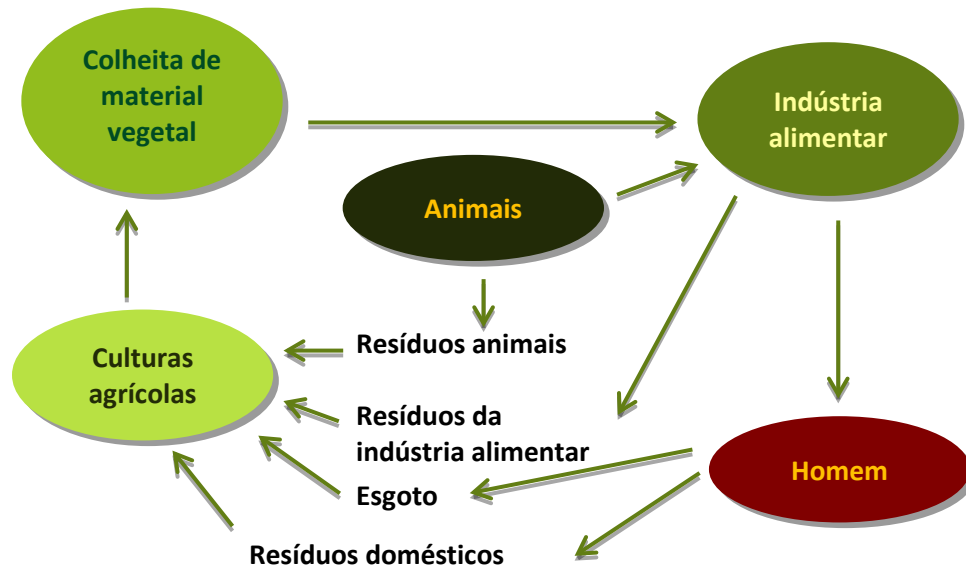 Colheita de
material
vegetal
Indústria
alimentar
Animais
Resíduos animais
Culturas
agrícolas
Resíduos da
indústria alimentar
Homem
Esgoto
Resíduos domésticos